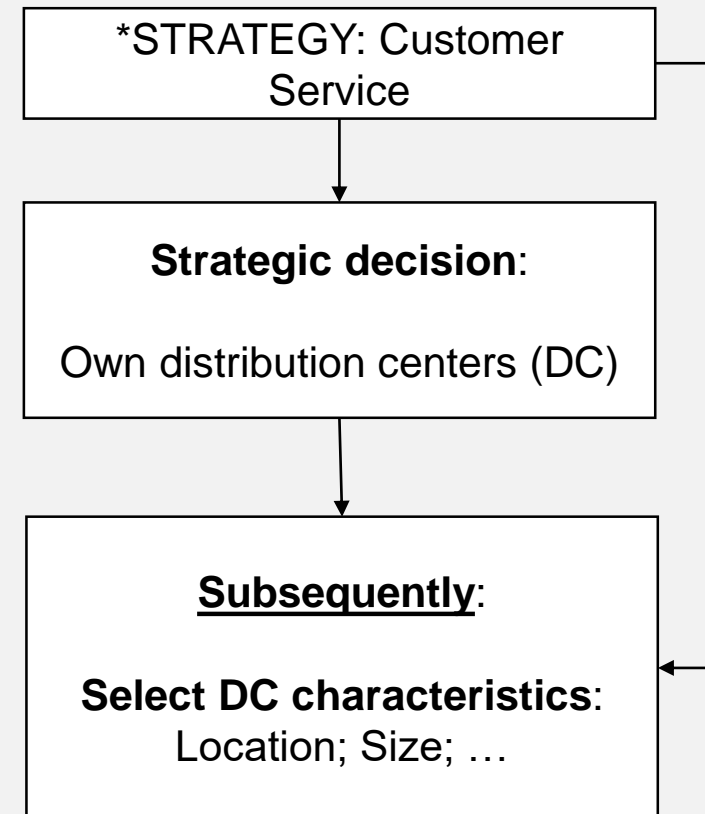 *STRATEGY: Customer
Service
Strategic decision:
Own distribution centers (DC)
Subsequently:
Select DC characteristics:
Location; Size; …